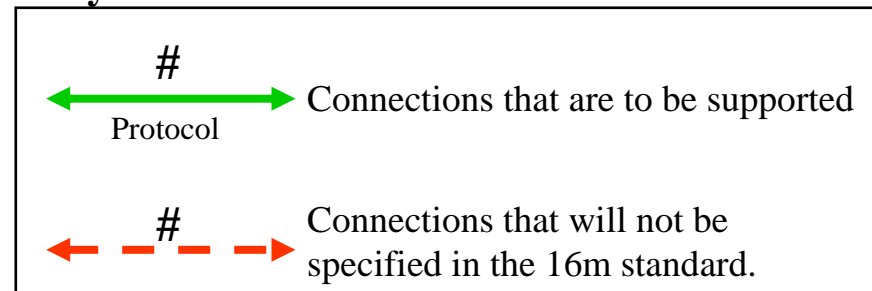 #
Connections that are to be supported
Protocol
#
Connections that will not be
specified in the 16m standard.